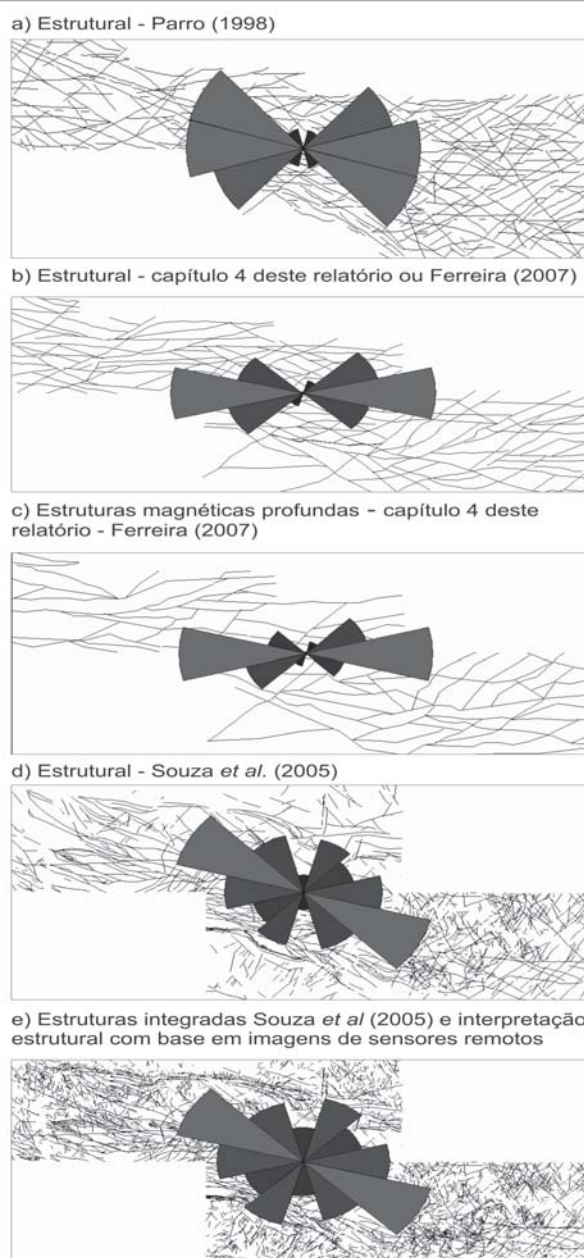 a) Estrutural - Parro (1998)
b) Estrutural - capítulo 4 deste relatório ou Ferreira (2007)
c) Estruturas magnéticas profundas - capítulo 4 deste
relatório - Ferreira (2007)
d) Estrutural - Souza et al. (2005)
e) Estruturas integradas Souza et al (2005) e interpretação
estrutural com base em imagens de sensores remotos